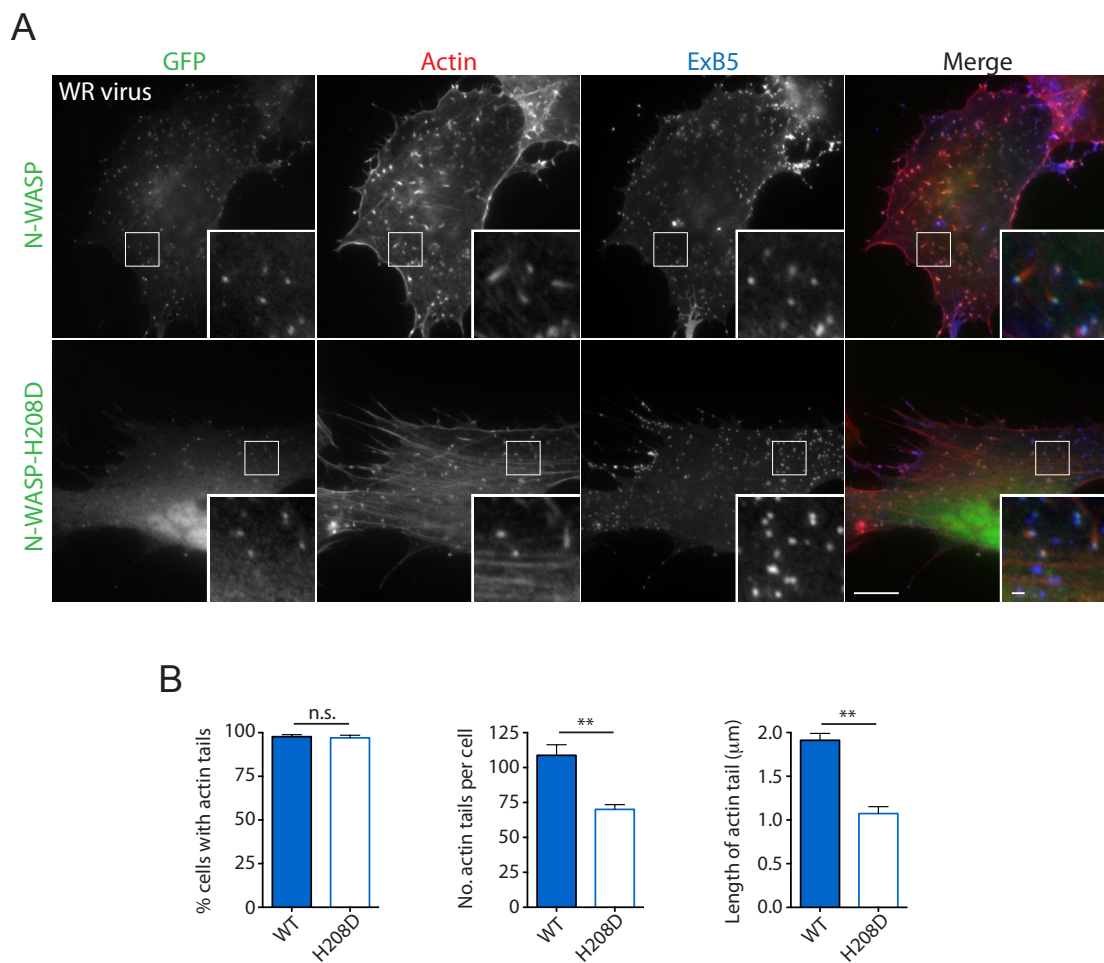 A
GFP
Actin
ExB5
Merge
WR virus
N-WASP
N-WASP-H208D
B
% cells with actin tails
100
75
50
25
0
n.s.
WT
H208D
No. actin tails per cell
125
100
75
50
25
0
**
WT
H208D
Length of actin tail (μm)
2.0
1.5
1.0
0.5
0.0
**
WT
H208D